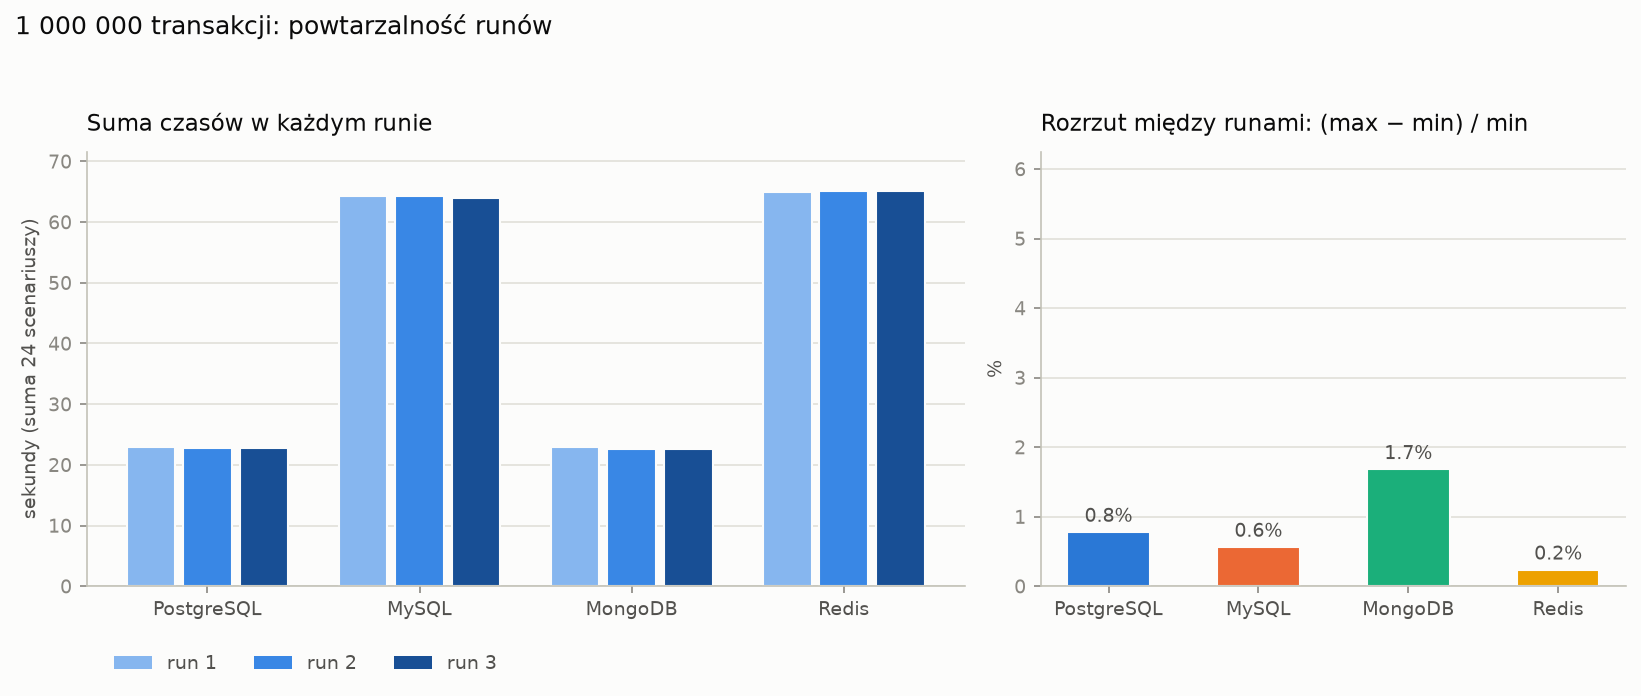 1 000 000 transakcji: powtarzalność runów
Suma czasów w każdym runie
sekundy (suma 24 scenariuszy)
70
60
50
40
30
20
10
0
PostgreSQL
MySQL
MongoDB
Redis
run 1
run 2
run 3
Rozrzut między runami: (max − min) / min
%
6
5
4
3
2
1
0
0.8%
0.6%
1.7%
0.2%
PostgreSQL
MySQL
MongoDB
Redis